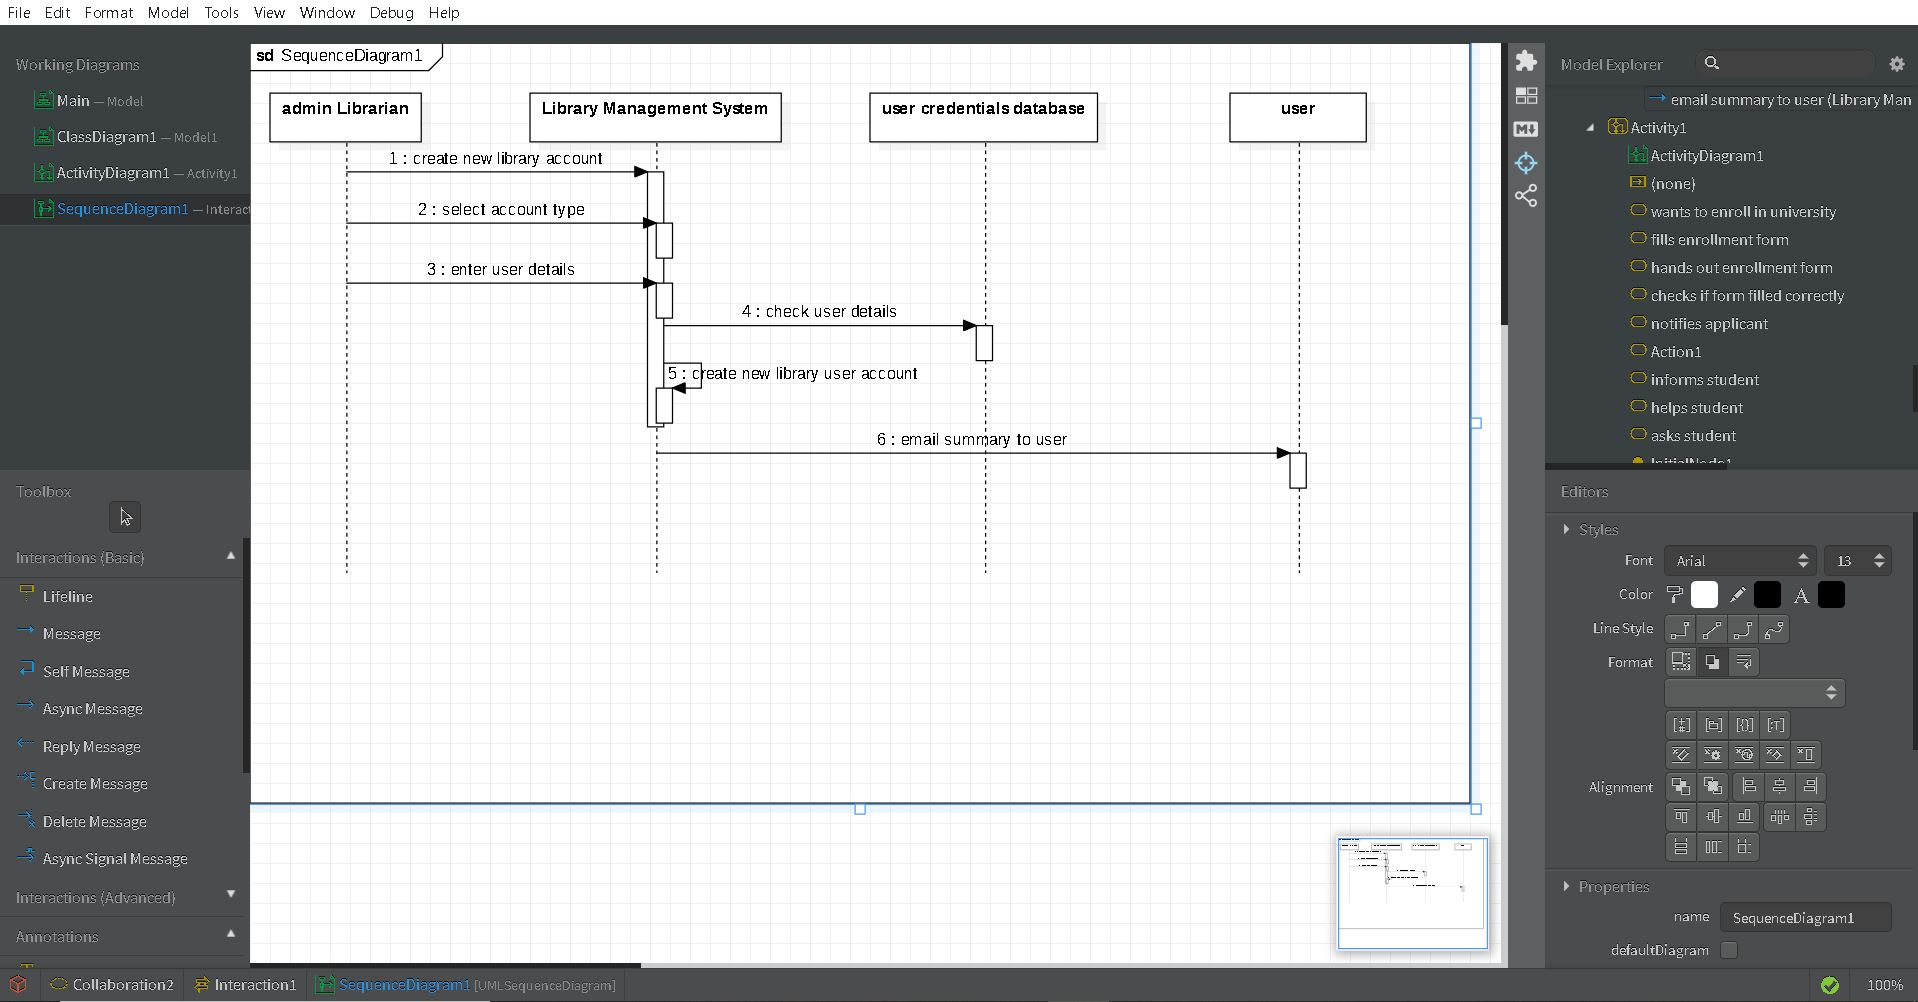 File Edit Format Model Tools View Window Debug Help
Working Diagrams
Main — Model
ClassDiagram1 — Model1
ActivityDiagram1 — Activity1
SequenceDiagram1 — Interac
Toolbox
Interactions (Basic)
Lifeline
Message
Self Message
Async Message
Reply Message
Create Message
Delete Message
Async Signal Message
Interactions (Advanced)
Annotations
sd SequenceDiagram1
admin Librarian
Library Management System
user credentials database
user
1 : create new library account
2 : select account type
3 : enter user details
4 : check user details
5 : create new library user account
6 : email summary to user
Model Explorer
email summary to user (Library Man
Activity1
ActivityDiagram1
(none)
wants to enroll in university
fills enrollment form
hands out enrollment form
checks if form filled correctly
notifies applicant
Action1
informs student
helps student
asks student
InitialNode1
Editors
Styles
Font Arial 13
Color A
Line Style
Format
Alignment
Properties
name SequenceDiagram1
defaultDiagram
Collaboration2 Interaction1 SequenceDiagram1 [UMLSequenceDiagram] 100%